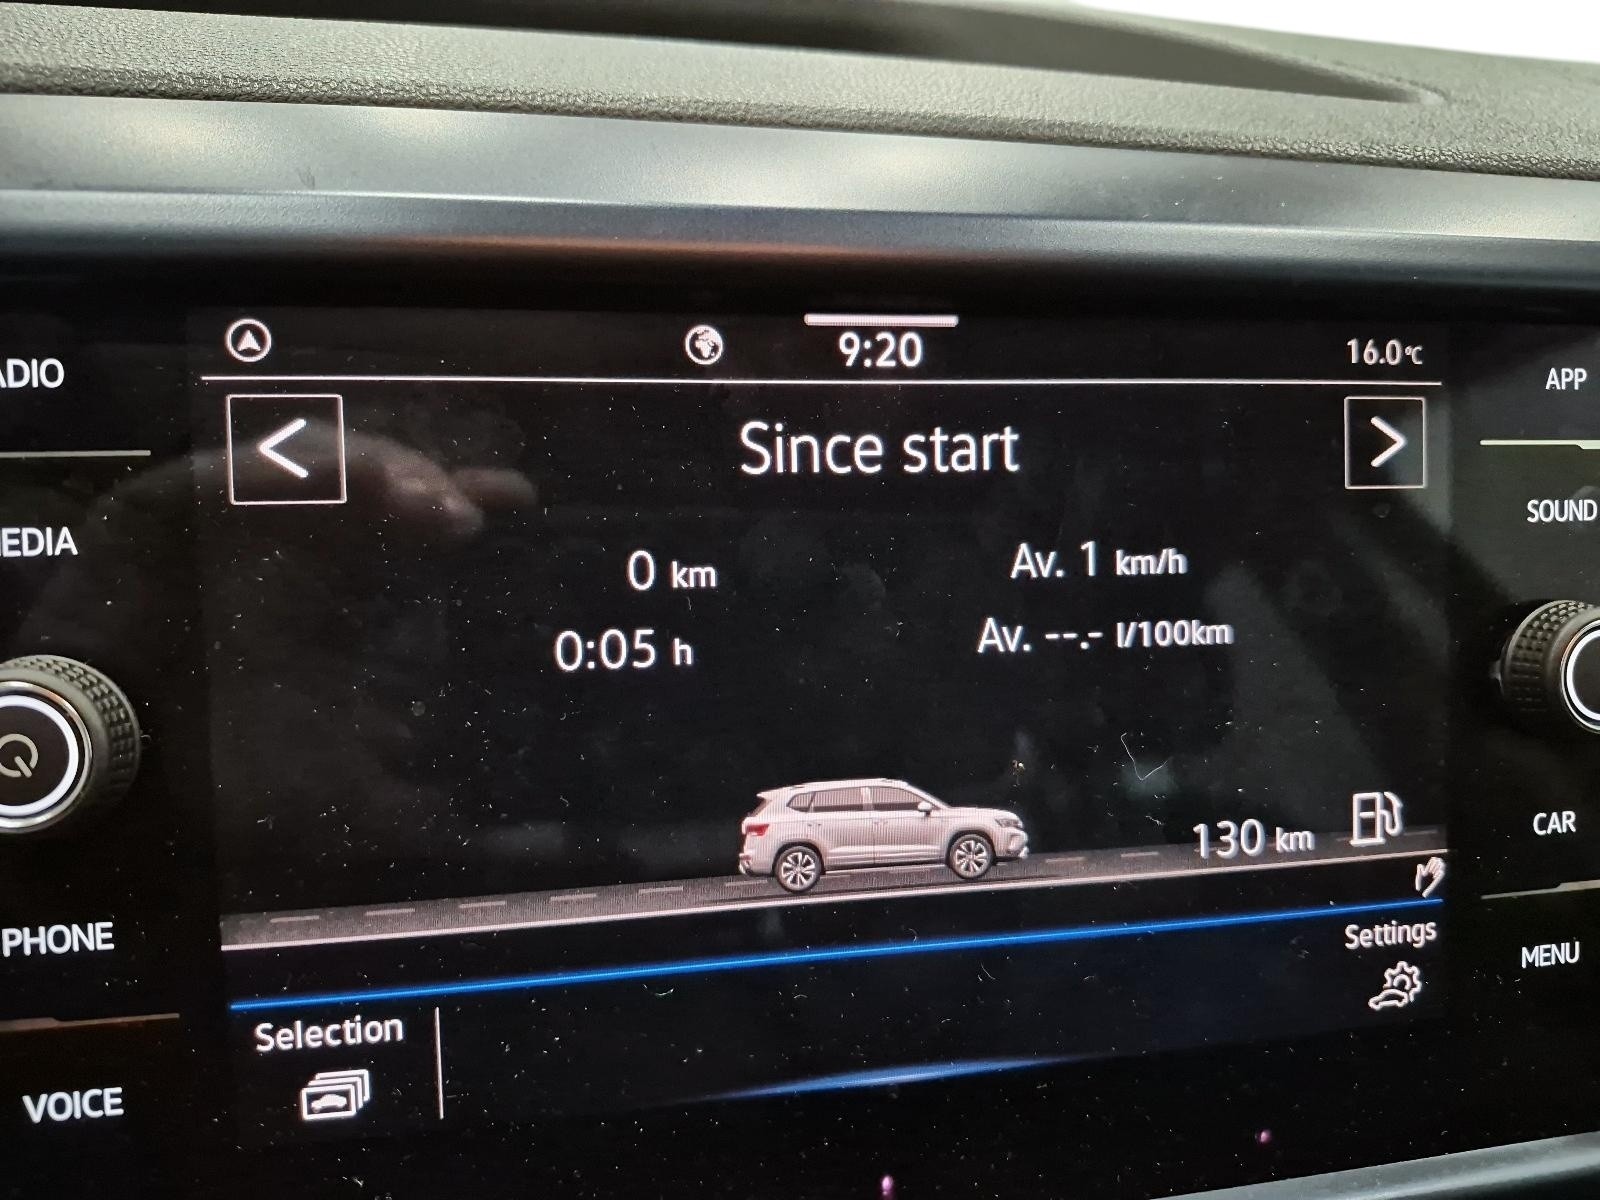 9:20
16.0°C
ADIO
APP
Since start
SOUND
EDIA
0 km
Av. 1 km/h
0:05 h
Av. --.- l/100km
130 km
CAR
PHONE
Settings
MENU
Selection
VOICE